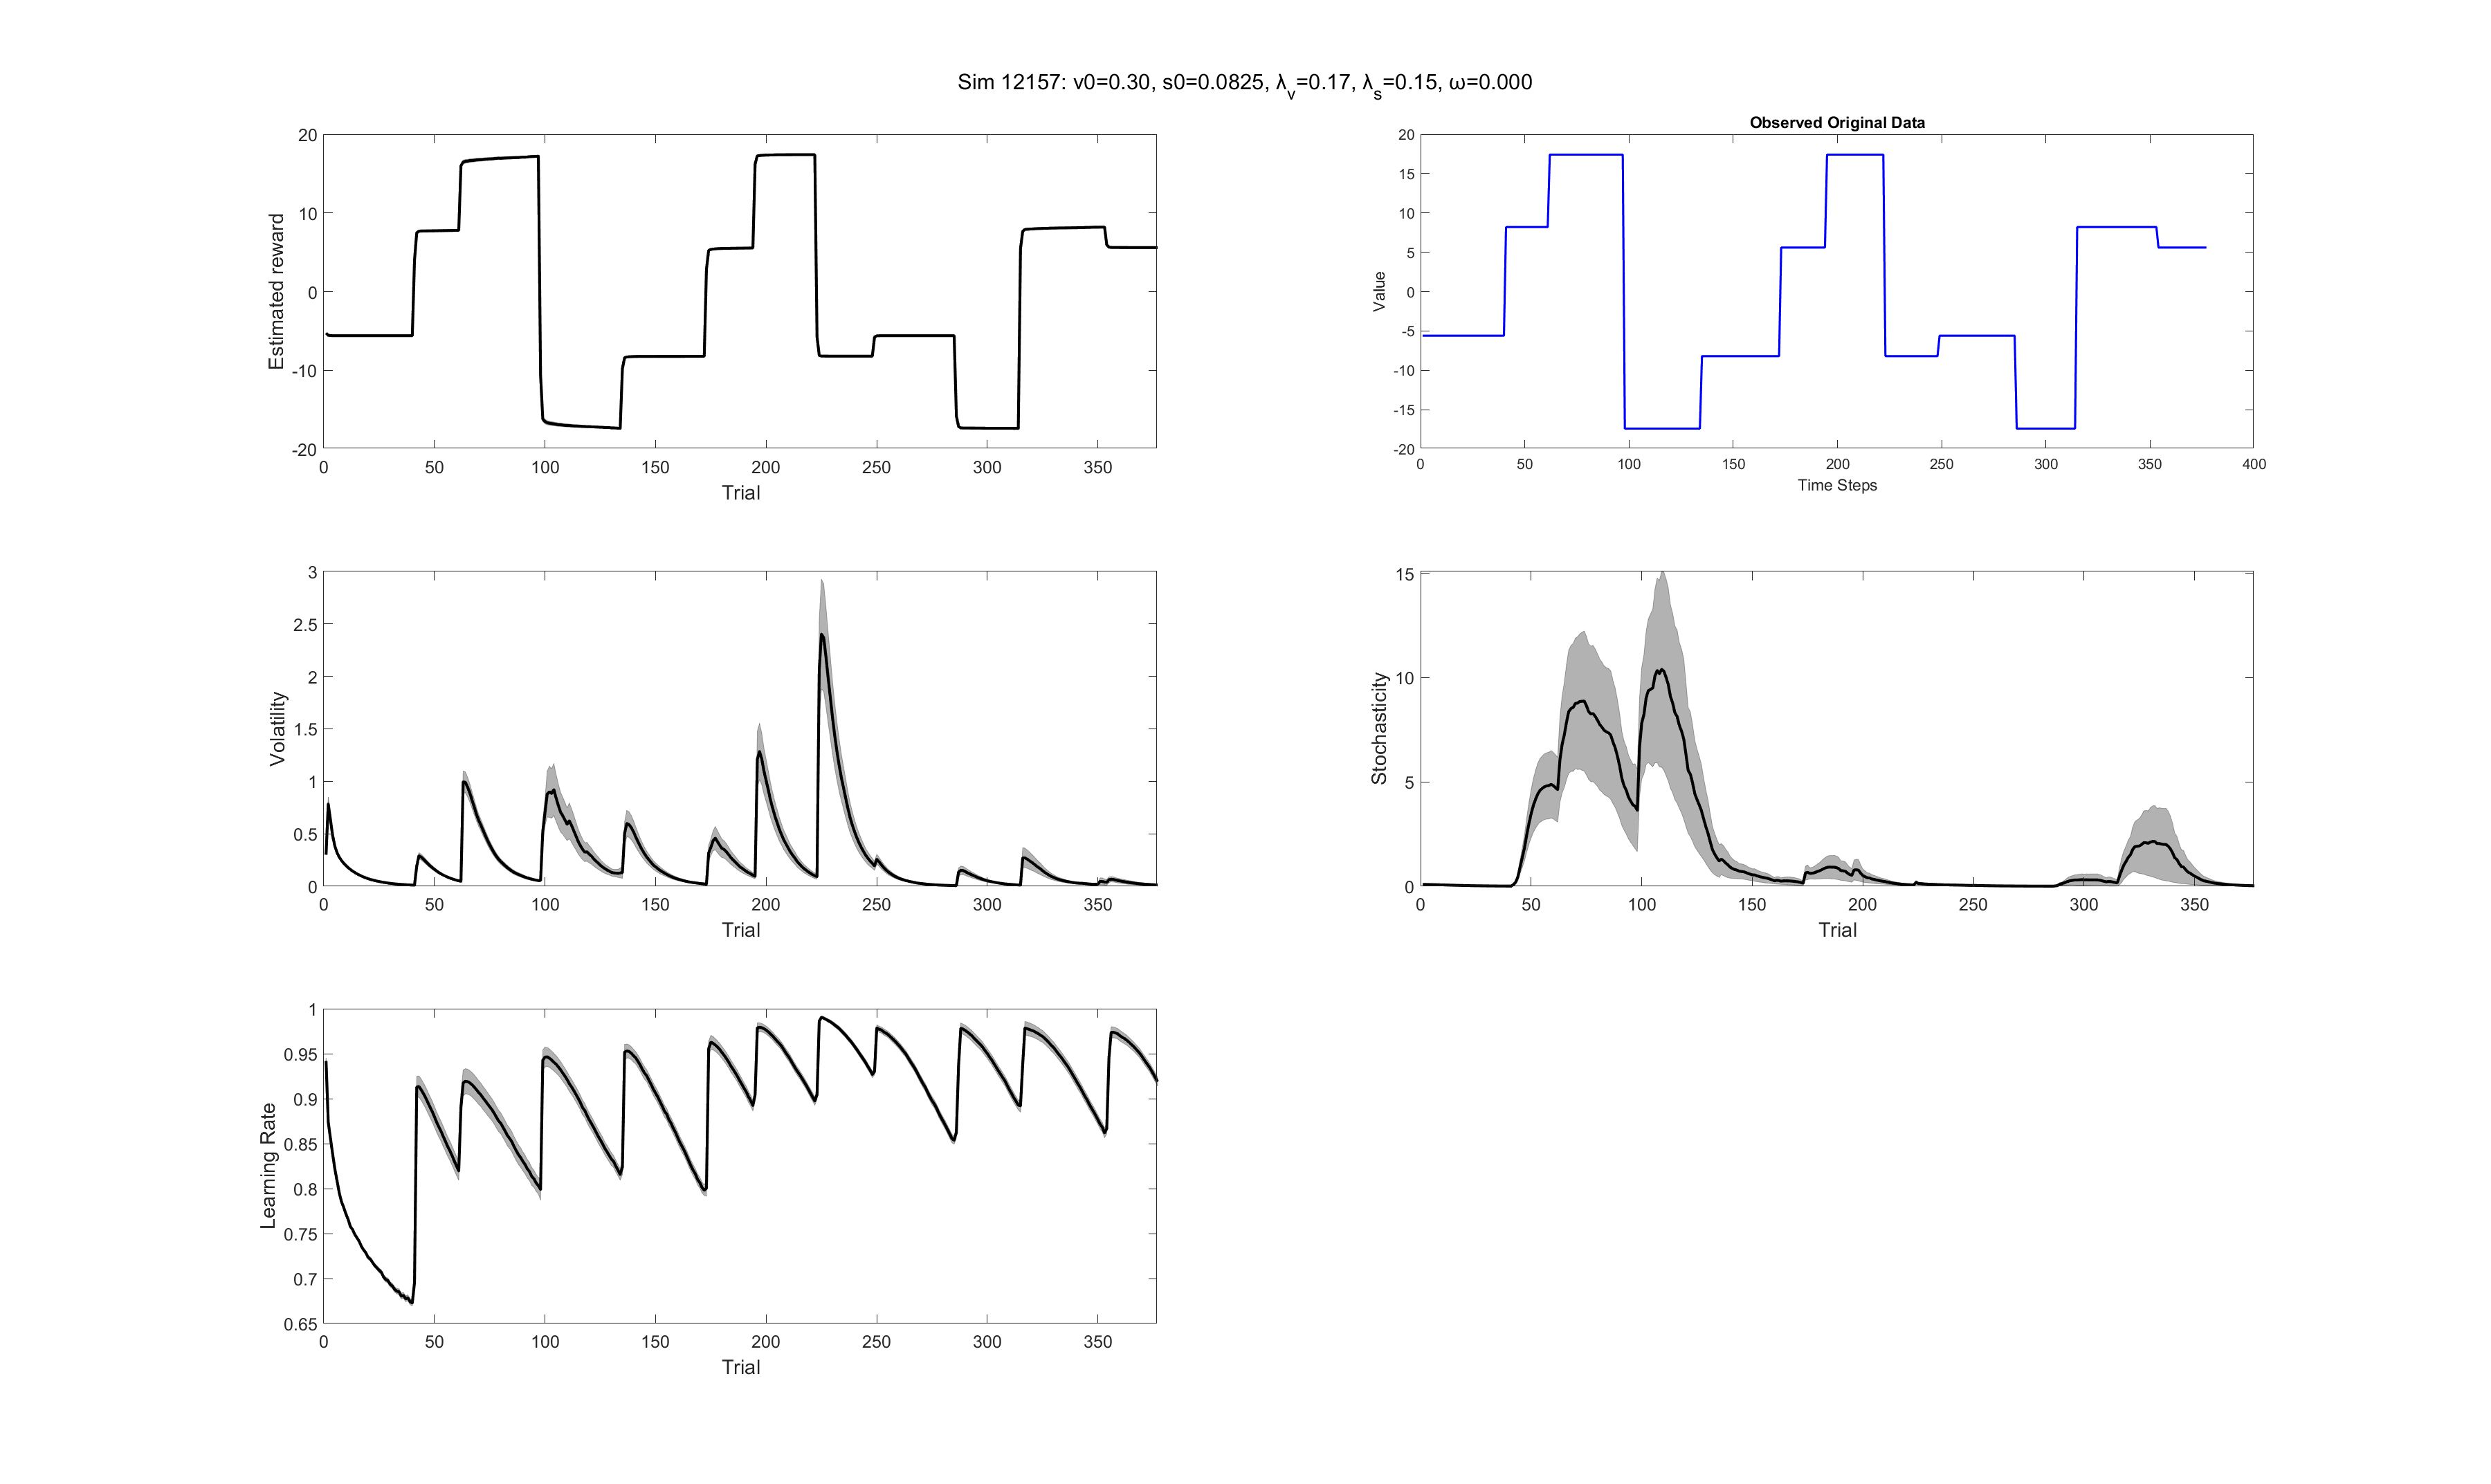 Sim 12157: v0=0.30, s0=0.0825, λv=0.17, λs=0.15, ω=0.000
20
10
0
-10
-20
Estimated reward
0 50 100 150 200 250 300 350
Trial
Observed Original Data
20
15
10
5
0
-5
-10
-15
-20
Value
0 50 100 150 200 250 300 350 400
Time Steps
3
2.5
2
1.5
1
0.5
0
Volatility
0 50 100 150 200 250 300 350
Trial
15
10
5
0
Stochasticity
0 50 100 150 200 250 300 350
Trial
1
0.95
0.9
0.85
0.8
0.75
0.7
0.65
Learning Rate
0 50 100 150 200 250 300 350
Trial